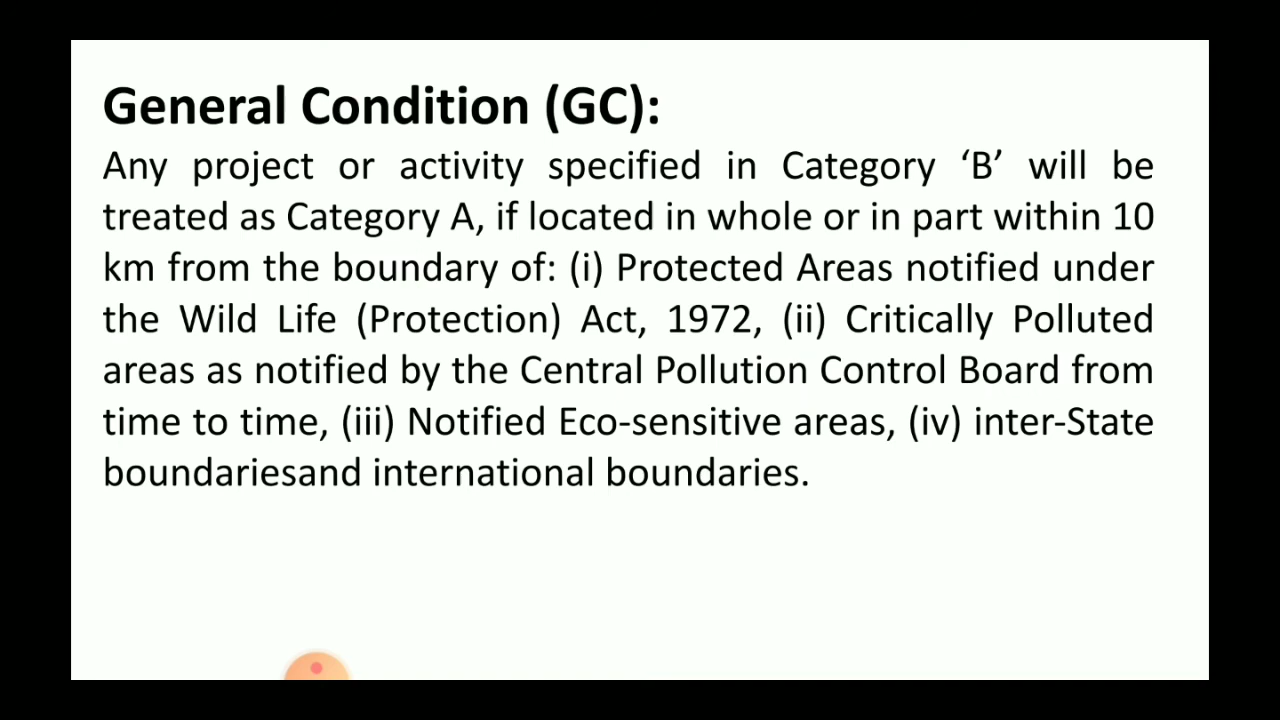 General Condition (GC):
Any project or activity specified in Category ‘B’ will be
treated as Category A, if located in whole or in part within 10
km from the boundary of: (i) Protected Areas notified under
the Wild Life (Protection) Act, 1972, (ii) Critically Polluted
areas as notified by the Central Pollution Control Board from
time to time, (iii) Notified Eco-sensitive areas, (iv) inter-State
boundariesand international boundaries.